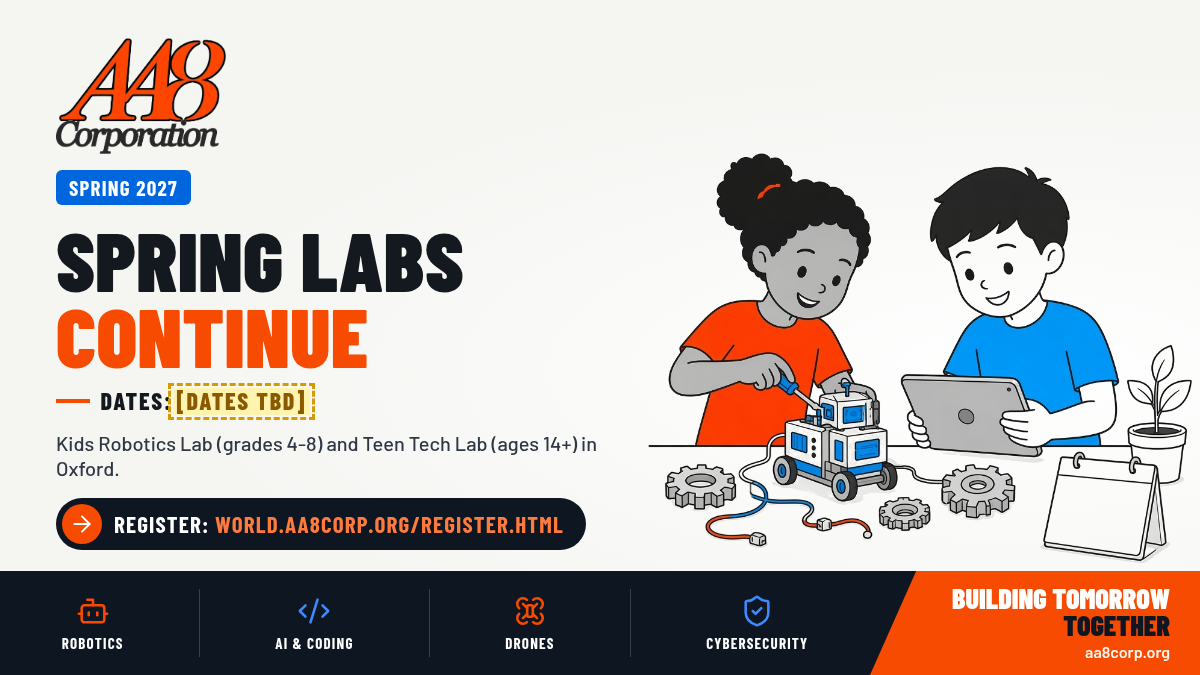 AA8
Corporation
SPRING 2027
SPRING LABS
CONTINUE
DATES: [DATES TBD]
Kids Robotics Lab (grades 4-8) and Teen Tech Lab (ages 14+) in
Oxford.
REGISTER: WORLD.AA8CORP.ORG/REGISTER.HTML
ROBOTICS
AI & CODING
DRONES
CYBERSECURITY
BUILDING TOMORROW
TOGETHER
aa8corp.org